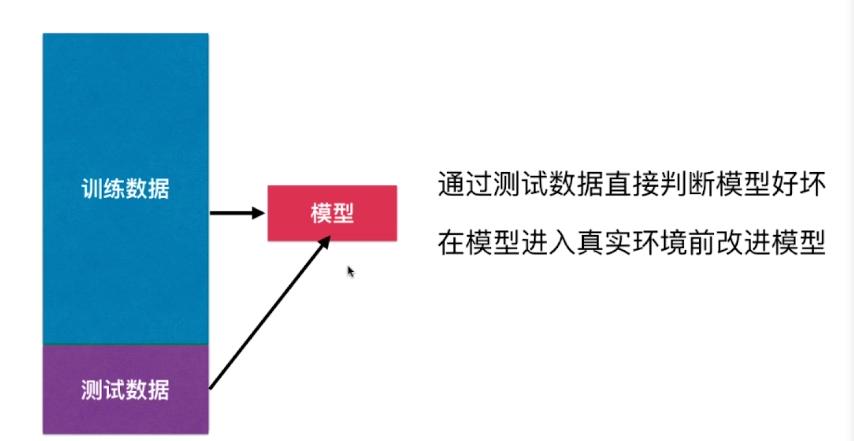 训练数据
模型
通过测试数据直接判断模型好坏
在模型进入真实环境前改进模型
测试数据